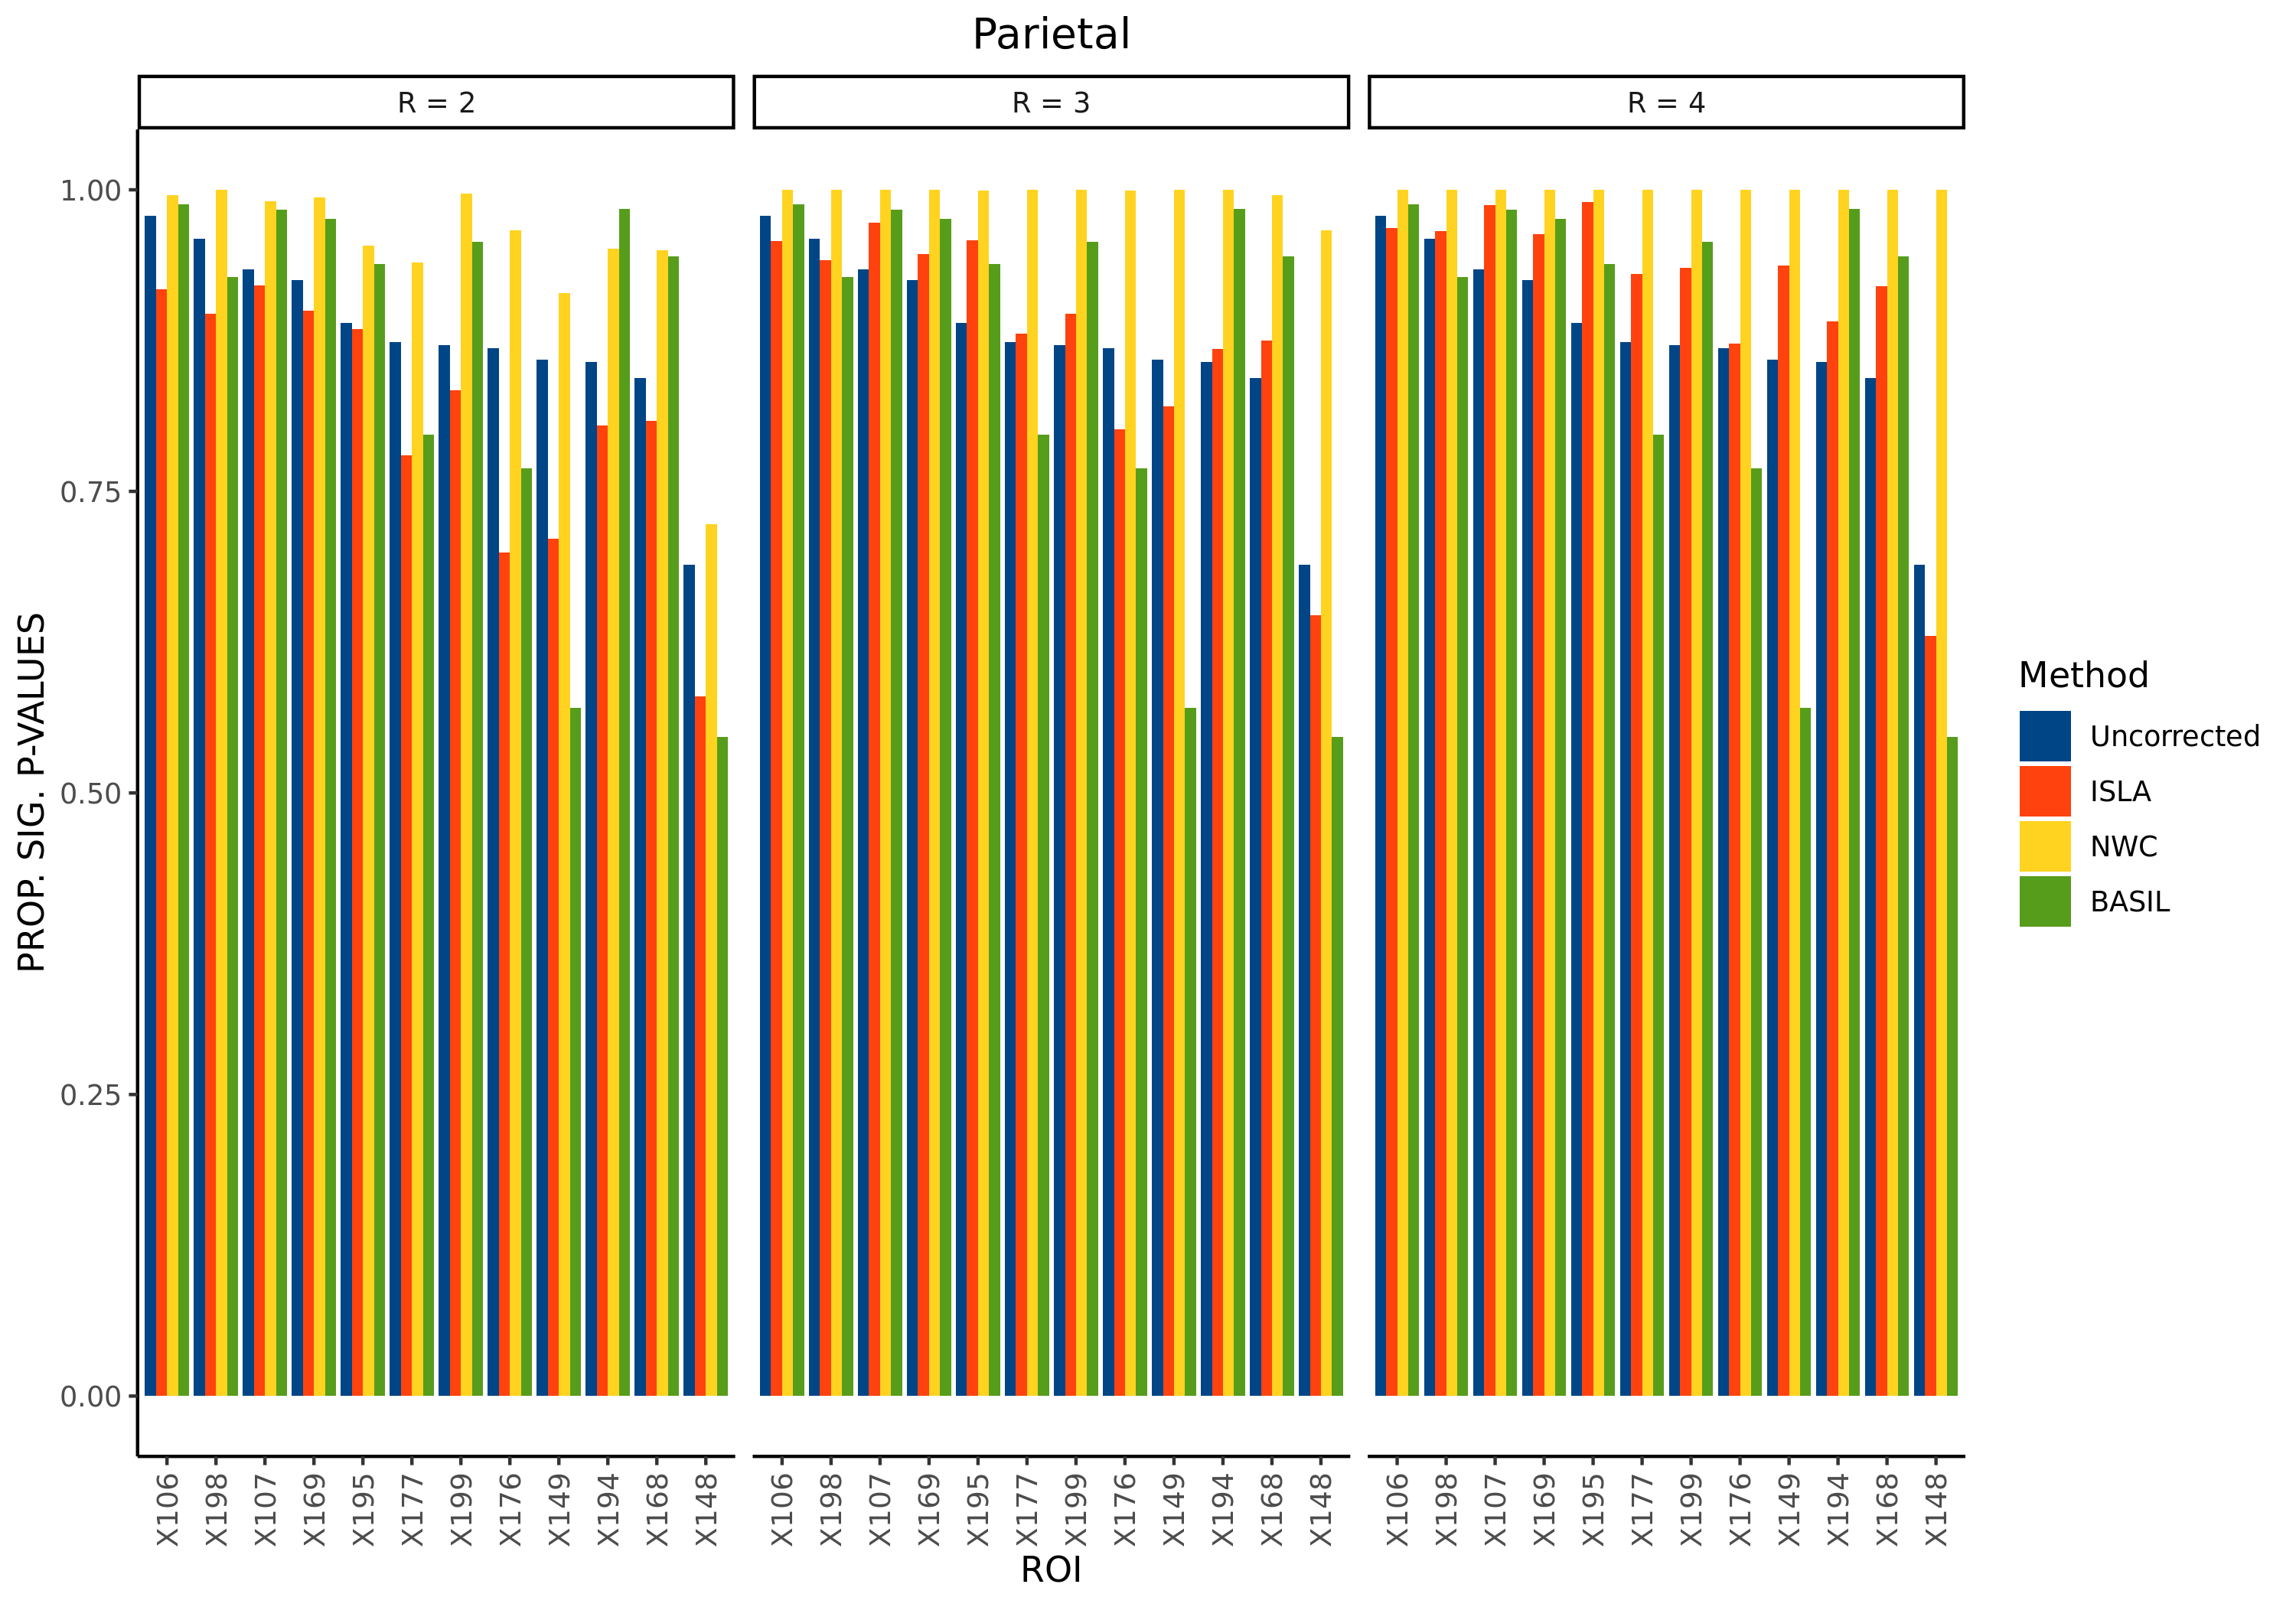 Parietal
R = 2
R = 3
R = 4
1.00
0.75
0.50
0.25
0.00
PROP. SIG. P-VALUES
X106 X198 X107 X169 X195 X177 X199 X176 X149 X194 X168 X148
X106 X198 X107 X169 X195 X177 X199 X176 X149 X194 X168 X148
X106 X198 X107 X169 X195 X177 X199 X176 X149 X194 X168 X148
ROI
Method
Uncorrected
ISLA
NWC
BASIL